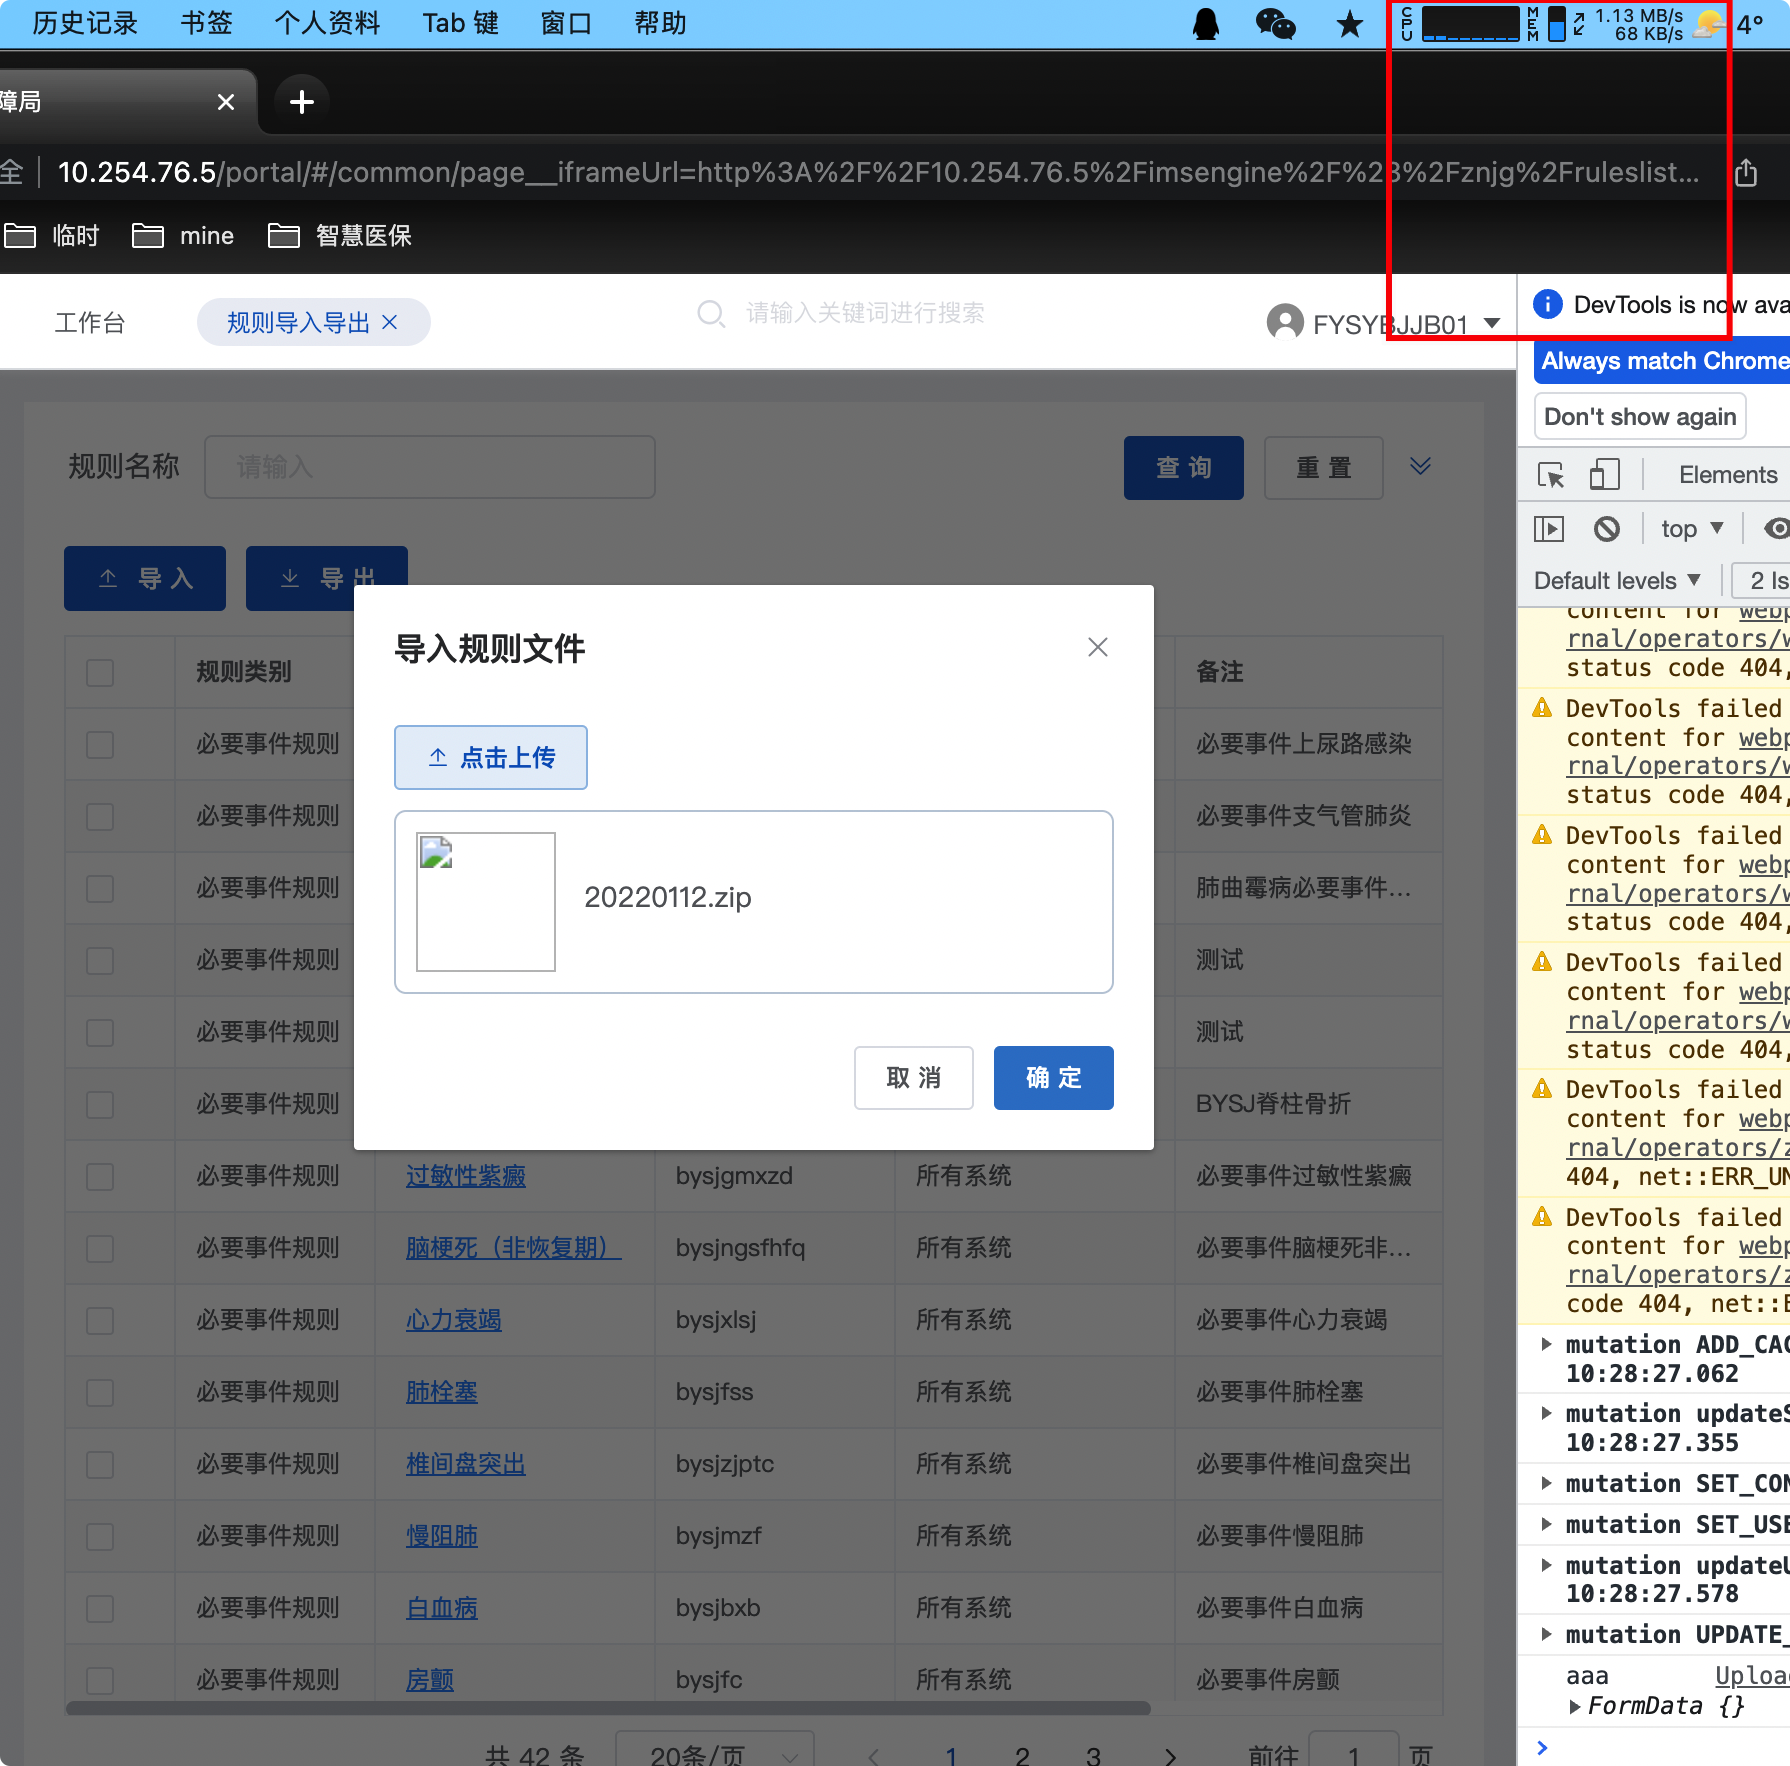 历史记录 书签 个人资料 Tab 键 窗口 帮助 CPU MEM 1.13 MB/s 68 KB/s 4°
障局
全 10.254.76.5/portal/#/common/page__iframeUrl=http%3A%2F%2F10.254.76.5%2Fimsengine%2F%23%2Fznjg%2Fruleslist...
临时 mine 智慧医保
工作台 规则导入导出 请输入关键词进行搜索 FYSYBJJB01
规则名称 请输入 查 询 重 置
导 入 导 出
规则类别 备注
必要事件规则 必要事件上尿路感染
必要事件规则 必要事件支气管肺炎
必要事件规则 肺曲霉病必要事件...
必要事件规则 测试
必要事件规则 测试
必要事件规则 BYSJ脊柱骨折
必要事件规则 过敏性紫癜 bysjgmxzd 所有系统 必要事件过敏性紫癜
必要事件规则 脑梗死（非恢复期） bysjngsfhfq 所有系统 必要事件脑梗死非...
必要事件规则 心力衰竭 bysjxlsj 所有系统 必要事件心力衰竭
必要事件规则 肺栓塞 bysjfss 所有系统 必要事件肺栓塞
必要事件规则 椎间盘突出 bysjzjptc 所有系统 必要事件椎间盘突出
必要事件规则 慢阻肺 bysjmzf 所有系统 必要事件慢阻肺
必要事件规则 白血病 bysjbxb 所有系统 必要事件白血病
必要事件规则 房颤 bysjfc 所有系统 必要事件房颤
共 42 条 20条/页 1 2 3 前往 1 页
导入规则文件
点击上传
20220112.zip
取 消 确 定
DevTools is now ava
Always match Chrome
Don't show again
Elements
top
Default levels 2 Is
content for webp
rnal/operators/w
status code 404,
DevTools failed
content for webp
rnal/operators/w
status code 404,
DevTools failed
content for webp
rnal/operators/w
status code 404,
DevTools failed
content for webp
rnal/operators/w
status code 404,
DevTools failed
content for webp
rnal/operators/z
404, net::ERR_UN
DevTools failed
content for webp
rnal/operators/z
code 404, net::E
mutation ADD_CAC
10:28:27.062
mutation updateS
10:28:27.355
mutation SET_CON
mutation SET_USE
mutation updateU
10:28:27.578
mutation UPDATE_
aaa Uploa
FormData {}